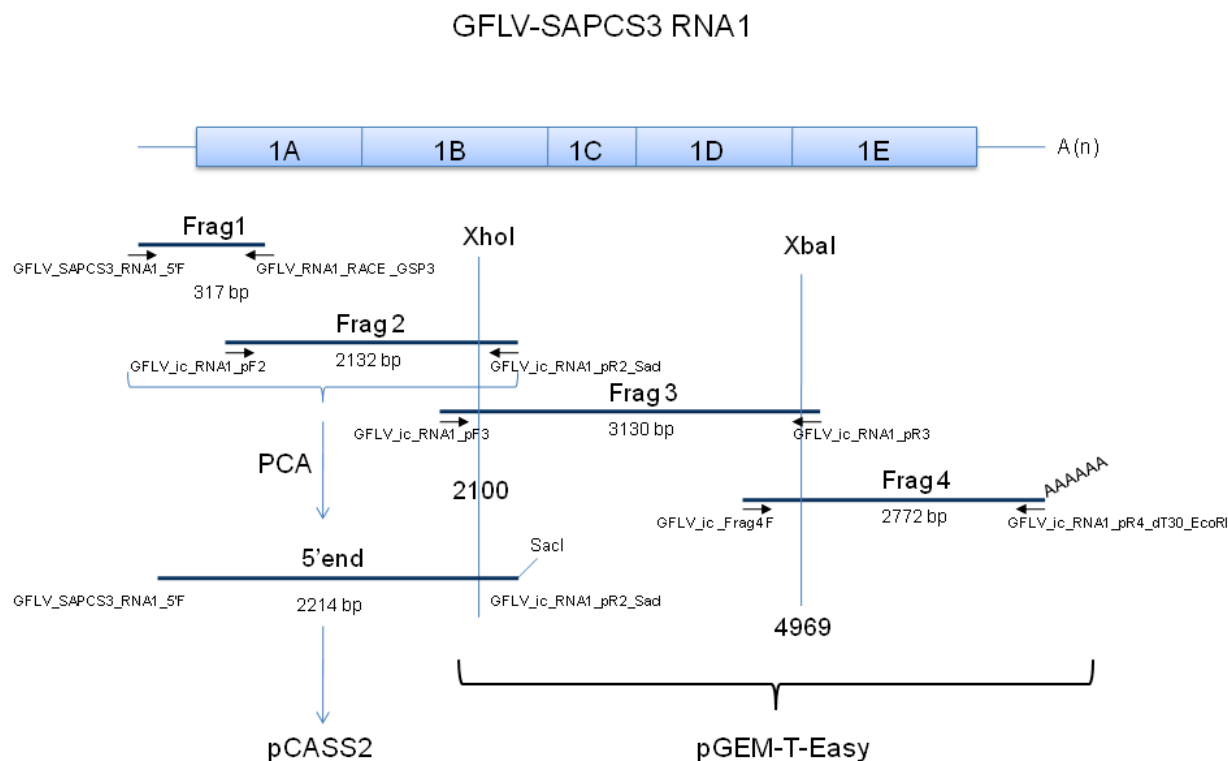 GFLV-SAPCS3 RNA1
1A 1B 1C 1D 1E A(n)
Frag1
GFLV_SAPCS3_RNA1_5'F GFLV_RNA1_RACE_GSP3
317 bp
XhoI
XbaI
Frag 2
GFLV_ic_RNA1_pF2 2132 bp GFLV_ic_RNA1_pR2_SacI
Frag 3
GFLV_ic_RNA1_pF3 3130 bp GFLV_ic_RNA1_pR3
PCA
2100
Frag 4
AAAAAA
GFLV_ic_Frag4F 2772 bp GFLV_ic_RNA1_pR4_dT30_EcoRI
SacI
5'end
GFLV_SAPCS3_RNA1_5'F 2214 bp GFLV_ic_RNA1_pR2_SacI
4969
pCASS2
pGEM-T-Easy